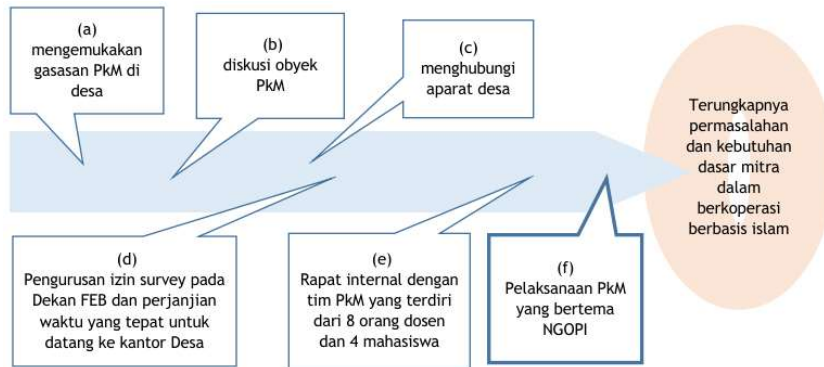 (a)
mengemukakan
gasasan PkM di
desa
(b)
diskusi obyek
PkM
(c)
menghubungi
aparat desa
(d)
Pengurusan izin survey pada
Dekan FEB dan perjanjian
waktu yang tepat untuk
datang ke kantor Desa
(e)
Rapat internal dengan
tim PkM yang terdiri
dari 8 orang dosen
dan 4 mahasiswa
(f)
Pelaksanaan PkM
yang bertema
NGOPI
Terungkapnya
permasalahan
dan kebutuhan
dasar mitra
dalam
berkoperasi
berbasis islam